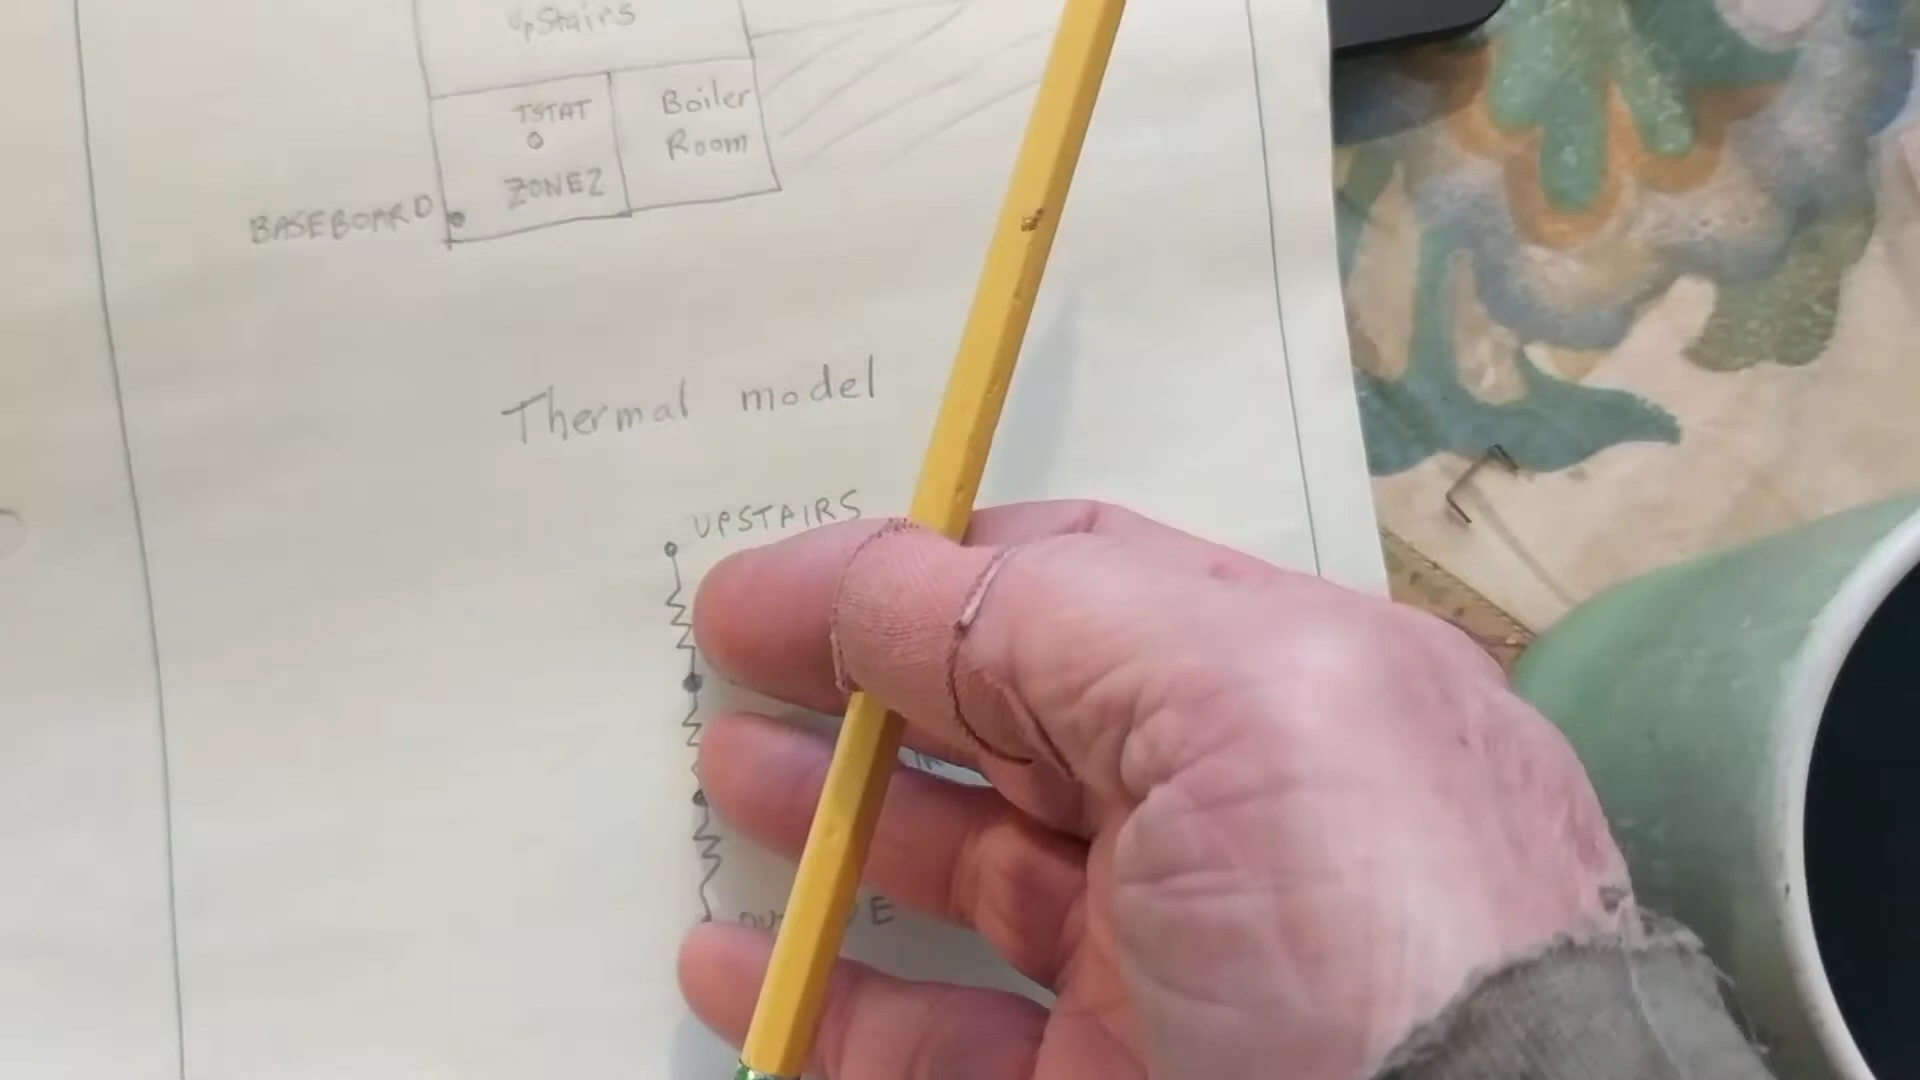 UpStairs
TSTAT
Boiler
Room
ZONE2
BASEBOARD
Thermal model
UPSTAIRS